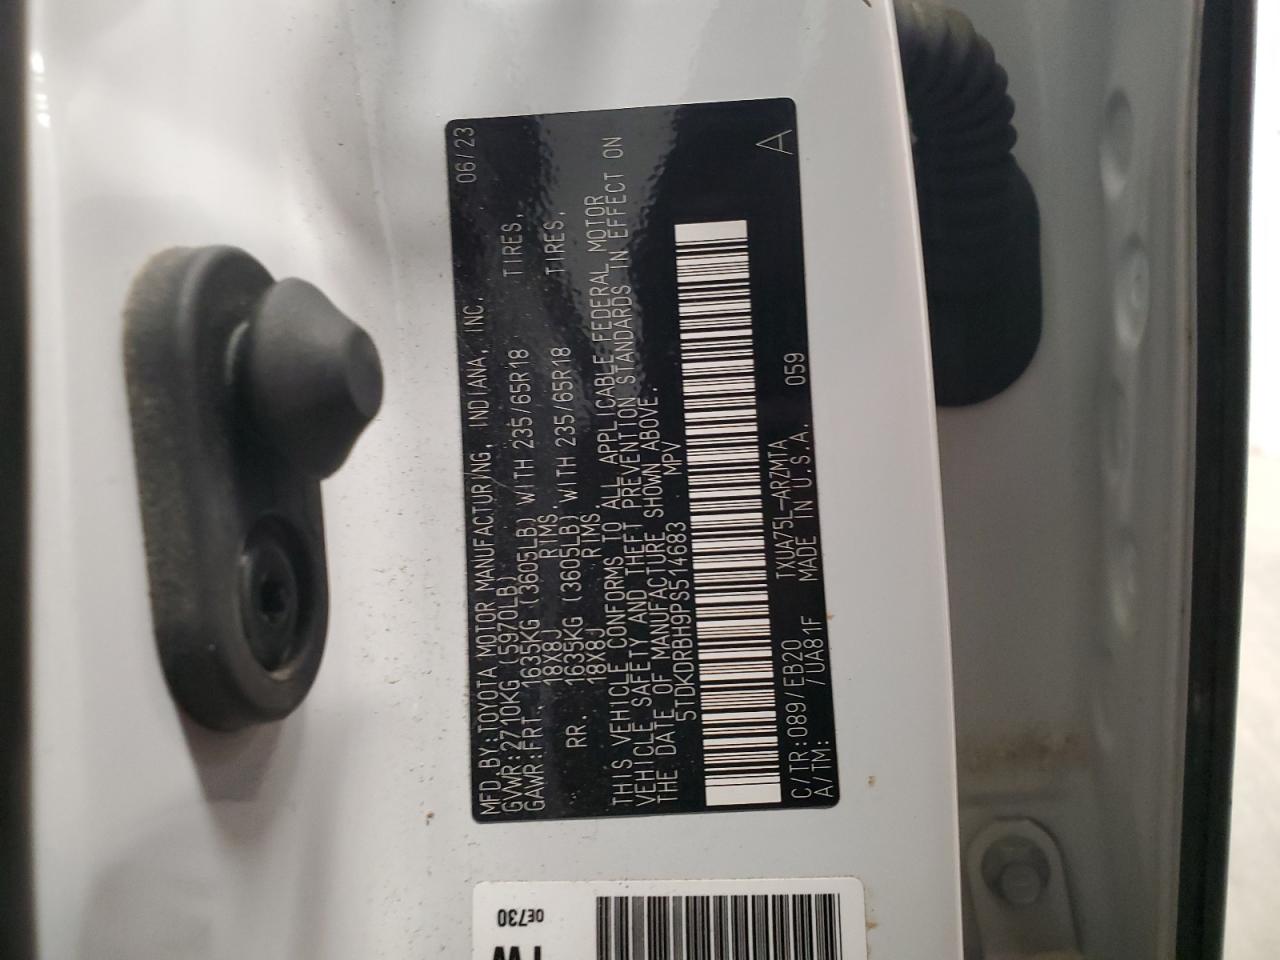 MFD BY:TOYOTA MOTOR MANUFACTURING, INDIANA, INC. 06/23
GVWR:2710KG(5970LB)
GAWR:FRT. 1635KG(3605LB)WITH 235/65R18 TIRES,
18X8J RIMS,
RR. 1635KG(3605LB)WITH 235/65R18 TIRES,
18X8J RIMS.
THIS VEHICLE CONFORMS TO ALL APPLICABLE FEDERAL MOTOR
VEHICLE SAFETY AND THEFT PREVENTION STANDARDS IN EFFECT ON
THE DATE OF MANUFACTURE SHOWN ABOVE.
5TDKDRBH9PS514683 MPV
A
C/TR:089/EB20 TXUA75L-ARZMTA 059
A/TM: /UA81F MADE IN U.S.A.
0E730